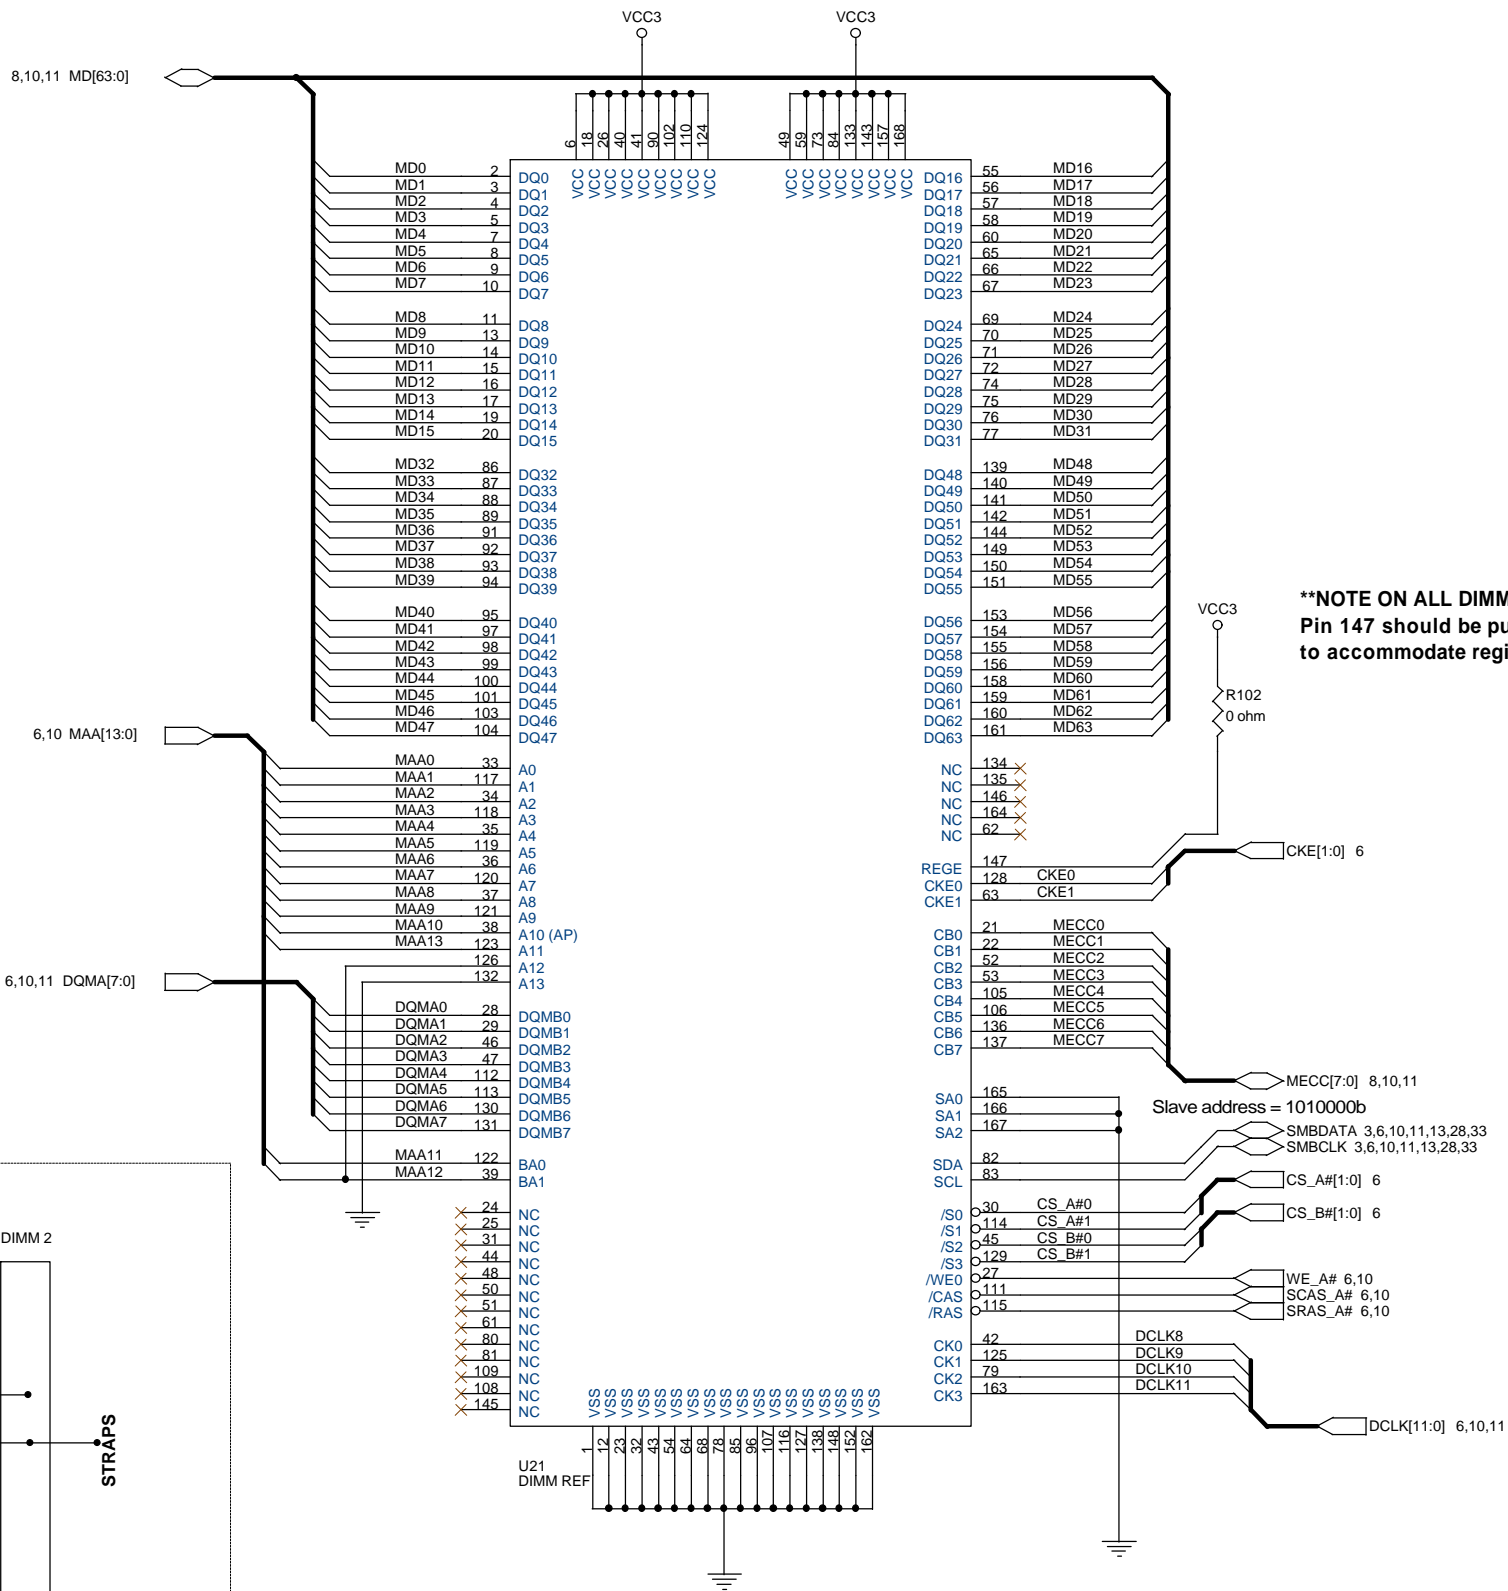 VCC3 VCC3
8,10,11 MD[63:0]
6 18 26 40 41 90 102 110 124 49 59 73 84 133 143 157 168
VCC VCC VCC VCC VCC VCC VCC VCC VCC VCC VCC VCC VCC VCC VCC VCC VCC
MD0 2 DQ0 DQ16 55 MD16
MD1 3 DQ1 DQ17 56 MD17
MD2 4 DQ2 DQ18 57 MD18
MD3 5 DQ3 DQ19 58 MD19
MD4 7 DQ4 DQ20 60 MD20
MD5 8 DQ5 DQ21 65 MD21
MD6 9 DQ6 DQ22 66 MD22
MD7 10 DQ7 DQ23 67 MD23
MD8 11 DQ8 DQ24 69 MD24
MD9 13 DQ9 DQ25 70 MD25
MD10 14 DQ10 DQ26 71 MD26
MD11 15 DQ11 DQ27 72 MD27
MD12 16 DQ12 DQ28 74 MD28
MD13 17 DQ13 DQ29 75 MD29
MD14 19 DQ14 DQ30 76 MD30
MD15 20 DQ15 DQ31 77 MD31
MD32 86 DQ32 DQ48 139 MD48
MD33 87 DQ33 DQ49 140 MD49
MD34 88 DQ34 DQ50 141 MD50
MD35 89 DQ35 DQ51 142 MD51
MD36 91 DQ36 DQ52 144 MD52
MD37 92 DQ37 DQ53 149 MD53
MD38 93 DQ38 DQ54 150 MD54
MD39 94 DQ39 DQ55 151 MD55
MD40 95 DQ40 DQ56 153 MD56
MD41 97 DQ41 DQ57 154 MD57
MD42 98 DQ42 DQ58 155 MD58
MD43 99 DQ43 DQ59 156 MD59
MD44 100 DQ44 DQ60 158 MD60
MD45 101 DQ45 DQ61 159 MD61
MD46 103 DQ46 DQ62 160 MD62
MD47 104 DQ47 DQ63 161 MD63
**NOTE ON ALL DIMM
Pin 147 should be pu
to accommodate regi
VCC3
R102
0 ohm
6,10 MAA[13:0]
MAA0 33 A0 NC 134
MAA1 117 A1 NC 135
MAA2 34 A2 NC 146
MAA3 118 A3 NC 164
MAA4 35 A4 NC 62
MAA5 119 A5
MAA6 36 A6 REGE 147
MAA7 120 A7 CKE0 128 CKE0
MAA8 37 A8 CKE1 63 CKE1
CKE[1:0] 6
MAA9 121 A9
MAA10 38 A10 (AP) CB0 21 MECC0
MAA13 123 A11 CB1 22 MECC1
126 A12 CB2 52 MECC2
132 A13 CB3 53 MECC3
6,10,11 DQMA[7:0]
CB4 105 MECC4
DQMA0 28 DQMB0 CB5 106 MECC5
DQMA1 29 DQMB1 CB6 136 MECC6
DQMA2 46 DQMB2 CB7 137 MECC7
DQMA3 47 DQMB3
DQMA4 112 DQMB4
MECC[7:0] 8,10,11
DQMA5 113 DQMB5 SA0 165
DQMA6 130 DQMB6 SA1 166
DQMA7 131 DQMB7 SA2 167
Slave address = 1010000b
SMBDATA 3,6,10,11,13,28,33
SMBCLK 3,6,10,11,13,28,33
MAA11 122 BA0 SDA 82
MAA12 39 BA1 SCL 83
CS_A#[1:0] 6
24 NC /S0 30 CS_A#0
CS_B#[1:0] 6
25 NC /S1 114 CS_A#1
31 NC /S2 45 CS_B#0
44 NC /S3 129 CS_B#1
48 NC /WE0 27 WE_A# 6,10
50 NC /CAS 111 SCAS_A# 6,10
51 NC /RAS 115 SRAS_A# 6,10
61 NC
80 NC CK0 42 DCLK8
81 NC CK1 125 DCLK9
109 NC CK2 79 DCLK10
108 NC CK3 163 DCLK11
145 NC
DCLK[11:0] 6,10,11
DIMM 2
STRAPS
VSS VSS VSS VSS VSS VSS VSS VSS VSS VSS VSS VSS VSS VSS VSS VSS VSS VSS
1 12 23 32 43 54 64 68 78 85 96 107 116 127 138 148 152 162
U21
DIMM REF